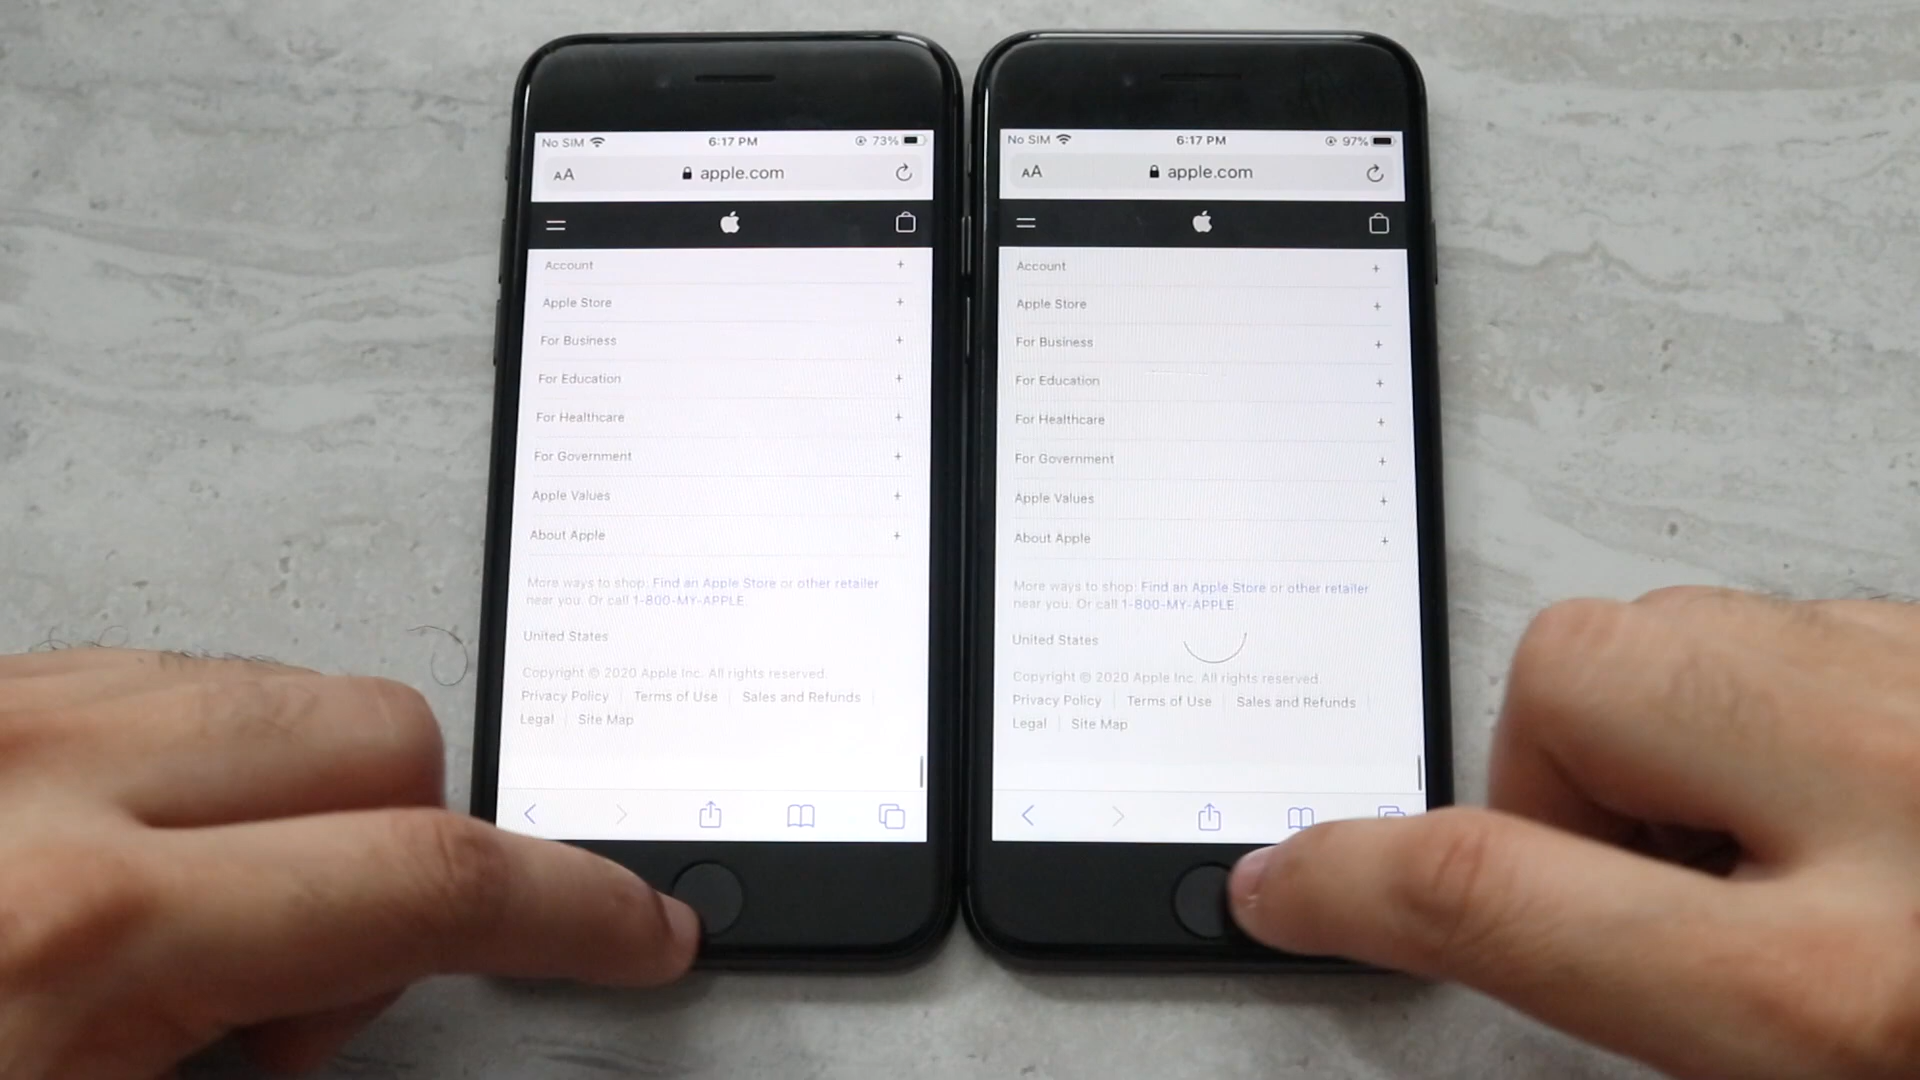 No SIM 6:17 PM 73%
AA apple.com
Account +
Apple Store +
For Business +
For Education +
For Healthcare +
For Government +
Apple Values +
About Apple +
More ways to shop: Find an Apple Store or other retailer
near you. Or call 1-800-MY-APPLE.
United States
Copyright © 2020 Apple Inc. All rights reserved.
Privacy Policy | Terms of Use | Sales and Refunds |
Legal | Site Map
No SIM 6:17 PM 97%
AA apple.com
Account +
Apple Store +
For Business +
For Education +
For Healthcare +
For Government +
Apple Values +
About Apple +
More ways to shop: Find an Apple Store or other retailer
near you. Or call 1-800-MY-APPLE.
United States
Copyright © 2020 Apple Inc. All rights reserved.
Privacy Policy | Terms of Use | Sales and Refunds |
Legal | Site Map